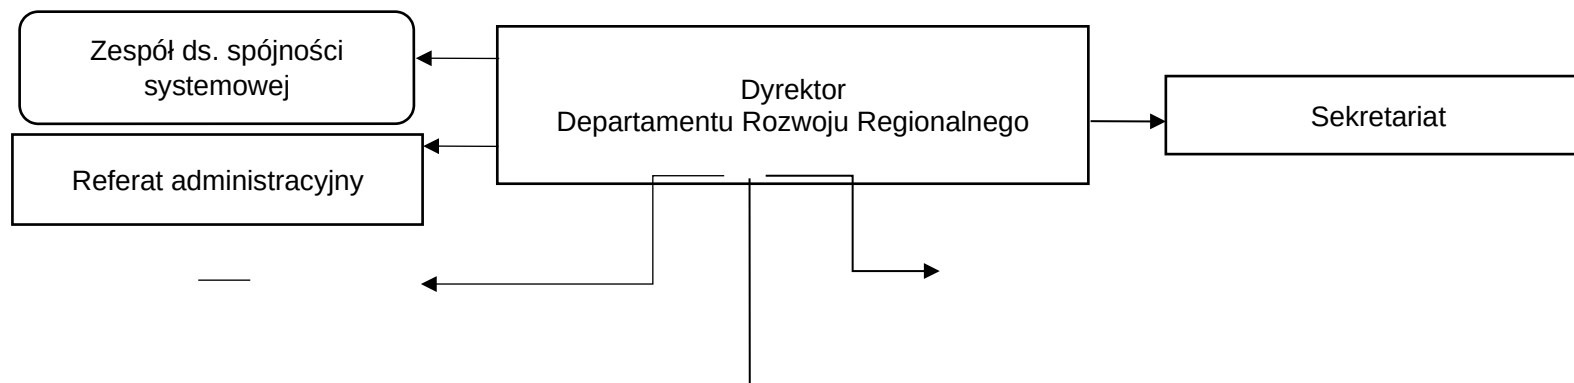 Zespół ds. spójności
systemowej
Dyrektor
Departamentu Rozwoju Regionalnego
Sekretariat
Referat administracyjny